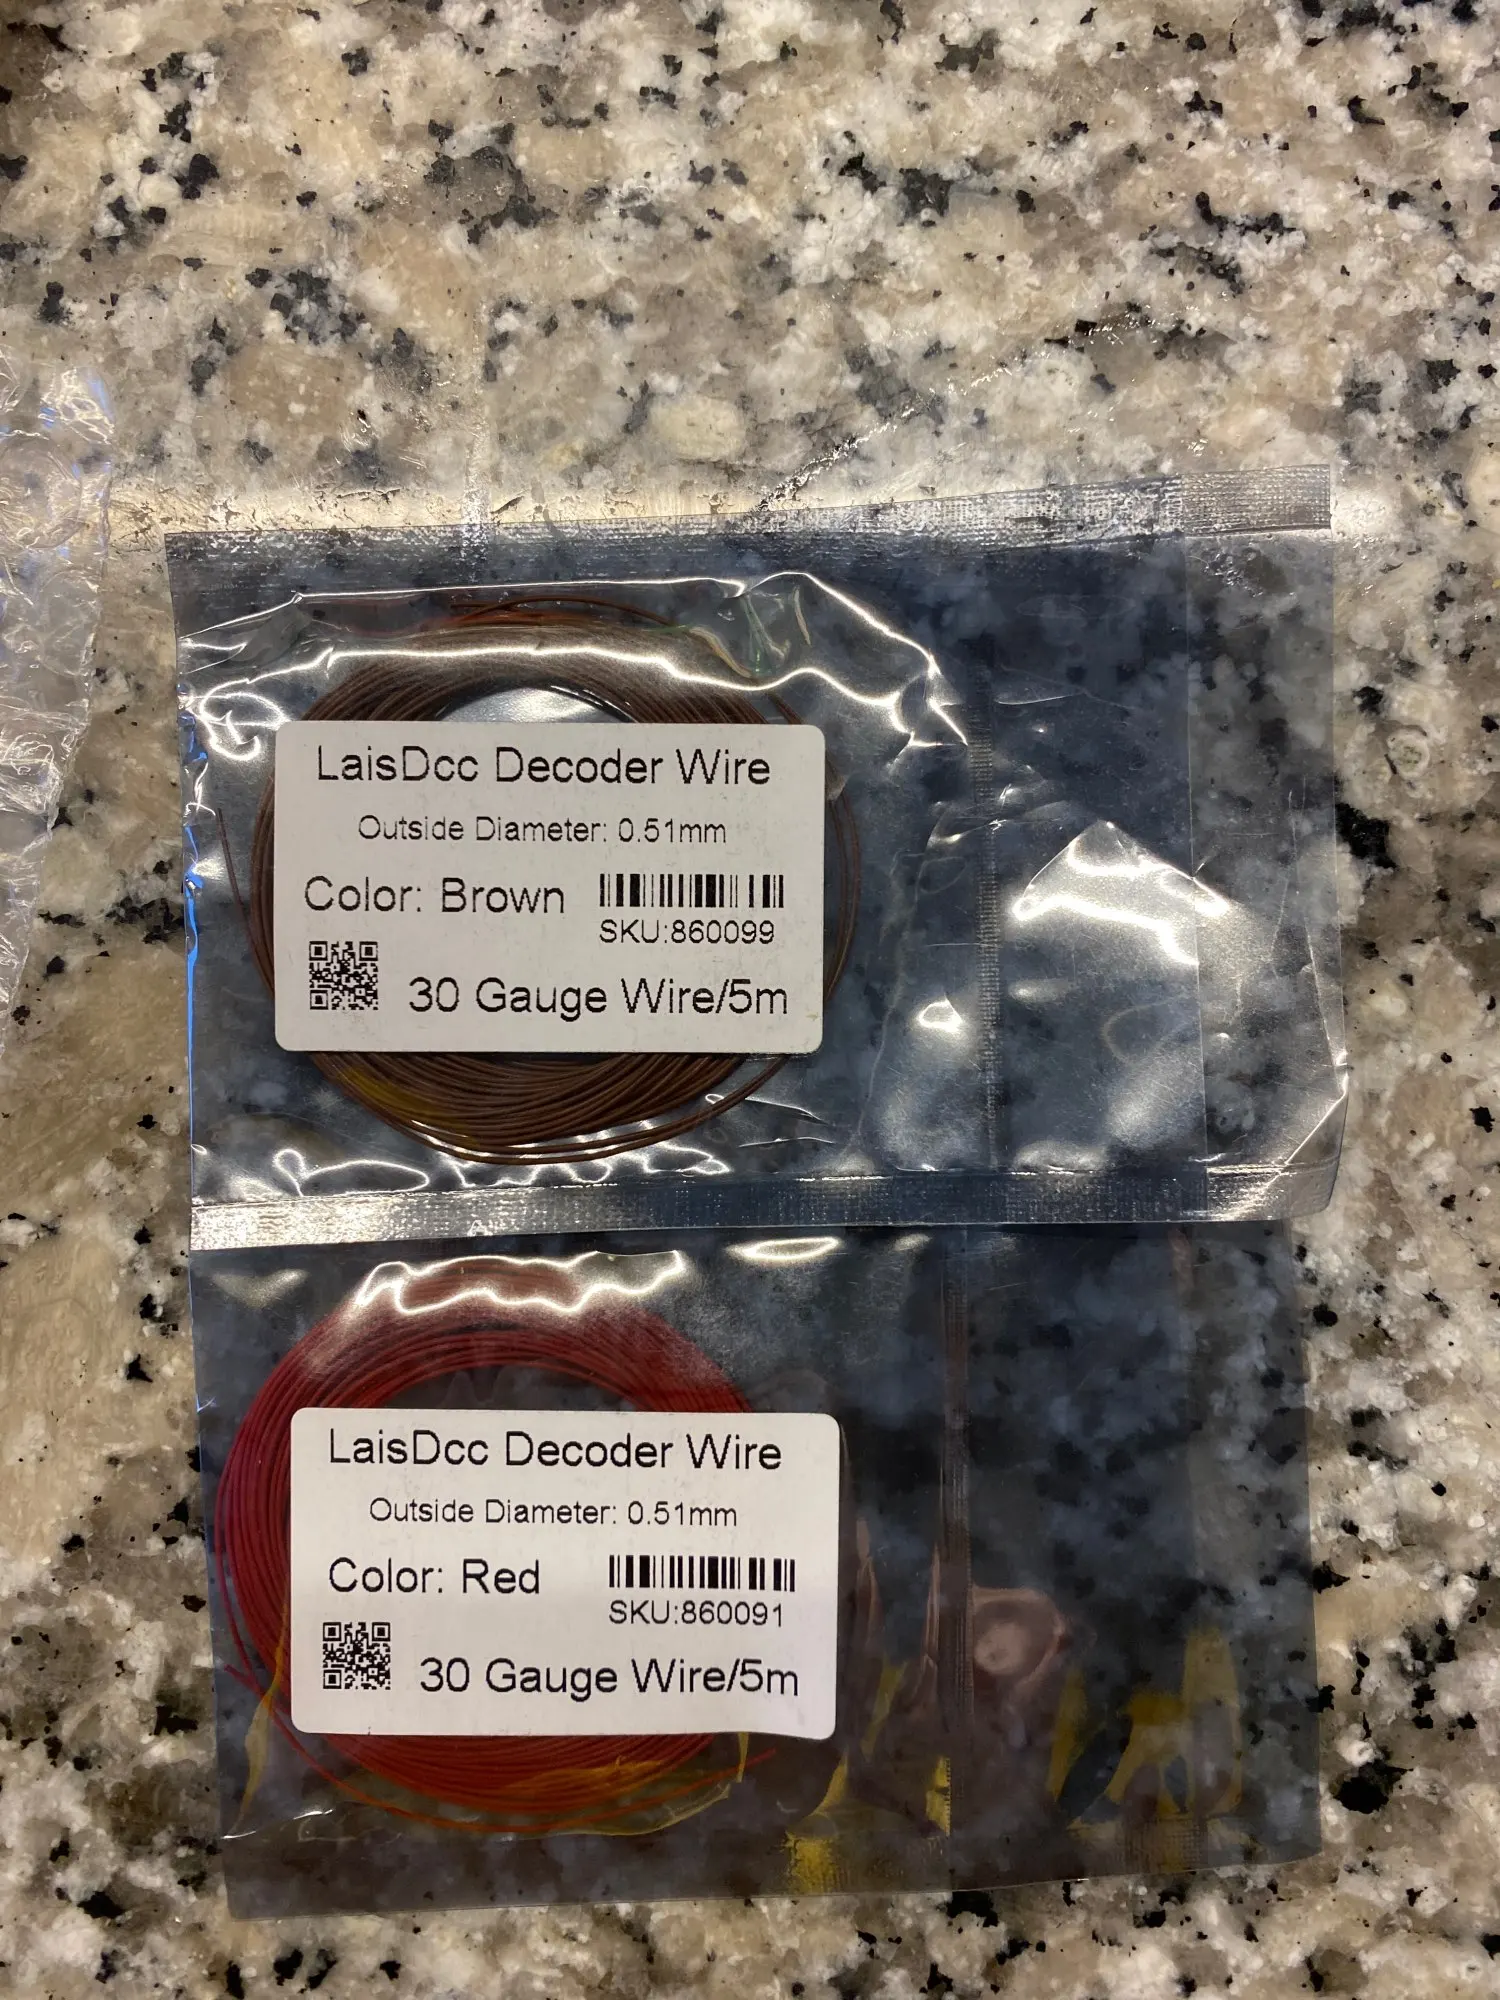 LaisDcc Decoder Wire
Outside Diameter: 0.51mm
Color: Brown
SKU:860099
30 Gauge Wire/5m
LaisDcc Decoder Wire
Outside Diameter: 0.51mm
Color: Red
SKU:860091
30 Gauge Wire/5m